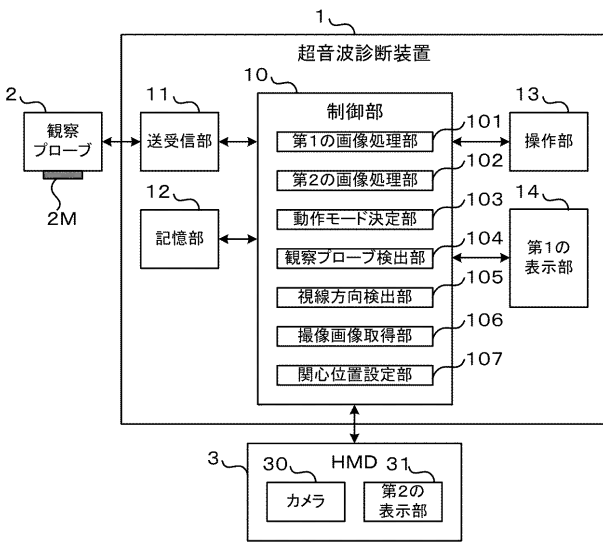 1
超音波診断装置
2
観察
プローブ
2M
11
送受信部
12
記憶部
10
制御部
第1の画像処理部
101
第2の画像処理部
102
動作モード決定部
103
観察プローブ検出部
104
視線方向検出部
105
撮像画像取得部
106
関心位置設定部
107
13
操作部
14
第1の
表示部
3
HMD
30
カメラ
31
第2の
表示部